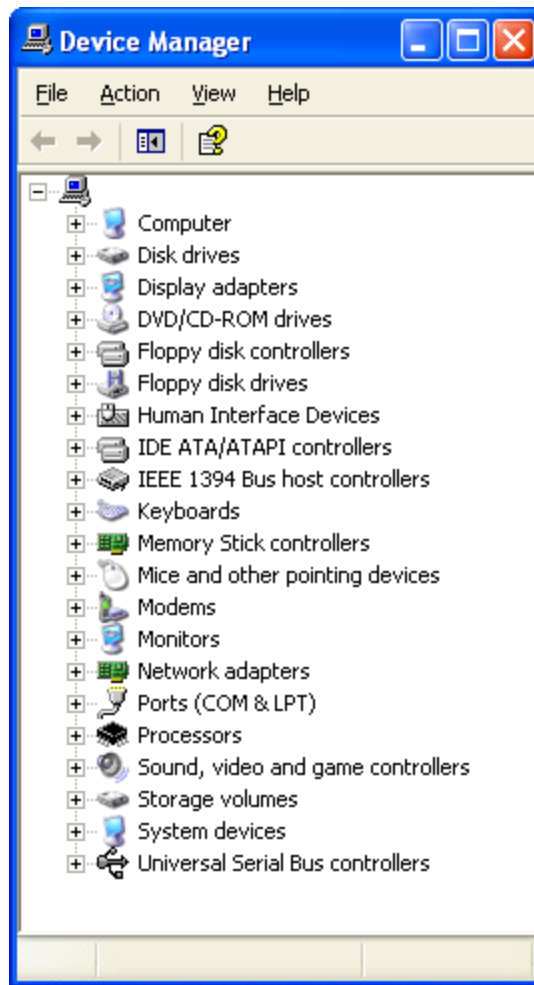 Device Manager
File Action View Help
Computer
Disk drives
Display adapters
DVD/CD-ROM drives
Floppy disk controllers
Floppy disk drives
Human Interface Devices
IDE ATA/ATAPI controllers
IEEE 1394 Bus host controllers
Keyboards
Memory Stick controllers
Mice and other pointing devices
Modems
Monitors
Network adapters
Ports (COM & LPT)
Processors
Sound, video and game controllers
Storage volumes
System devices
Universal Serial Bus controllers